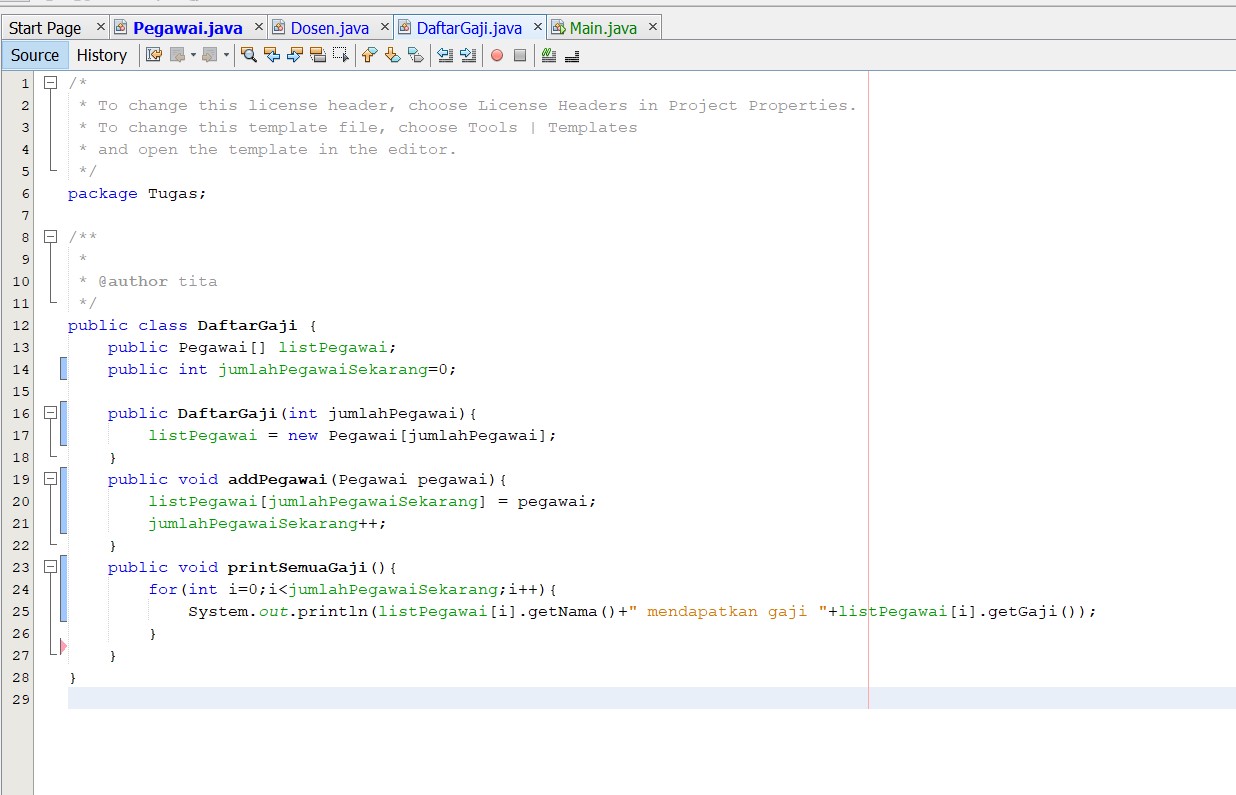 Start Page × Pegawai.java × Dosen.java × DaftarGaji.java × Main.java ×
Source History
1 /*
2  * To change this license header, choose License Headers in Project Properties.
3  * To change this template file, choose Tools | Templates
4  * and open the template in the editor.
5  */
6 package Tugas;
7
8 /**
9  *
10  * @author tita
11  */
12 public class DaftarGaji {
13     public Pegawai[] listPegawai;
14     public int jumlahPegawaiSekarang=0;
15
16     public DaftarGaji(int jumlahPegawai){
17         listPegawai = new Pegawai[jumlahPegawai];
18     }
19     public void addPegawai(Pegawai pegawai){
20         listPegawai[jumlahPegawaiSekarang] = pegawai;
21         jumlahPegawaiSekarang++;
22     }
23     public void printSemuaGaji(){
24         for(int i=0;i<jumlahPegawaiSekarang;i++){
25             System.out.println(listPegawai[i].getNama()+" mendapatkan gaji "+listPegawai[i].getGaji());
26         }
27     }
28 }
29